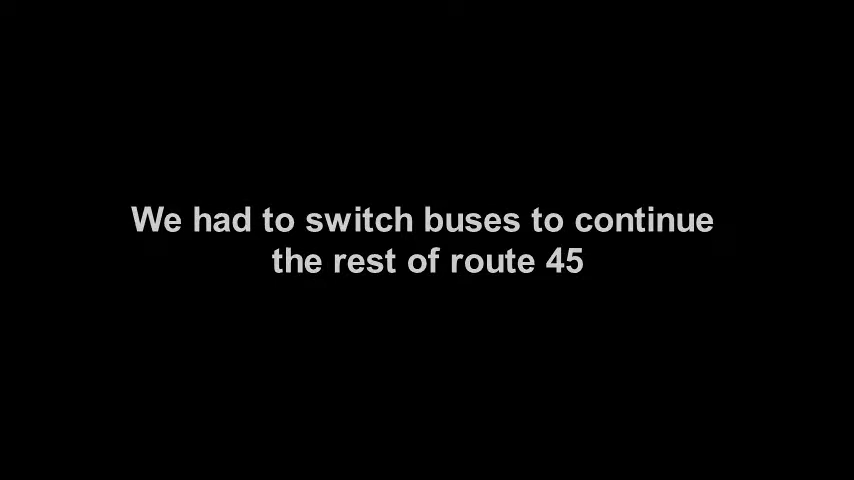 We had to switch buses to continue
the rest of route 45